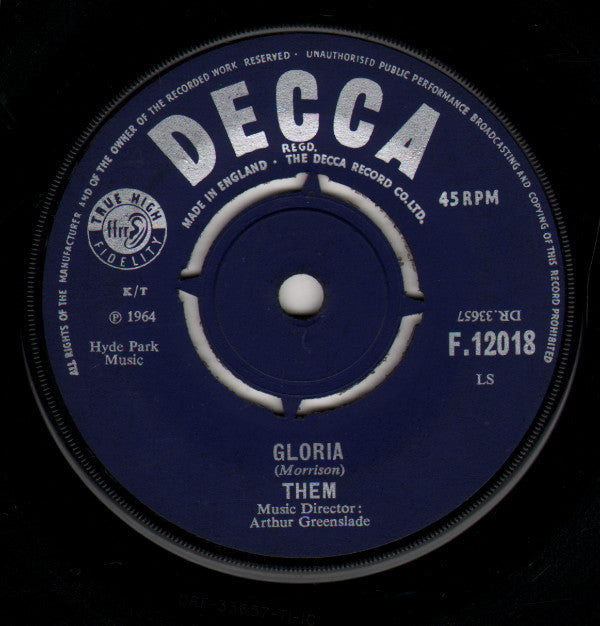 ALL RIGHTS OF THE MANUFACTURER AND OF THE OWNER OF THE RECORDED WORK RESERVED · UNAUTHORISED PUBLIC PERFORMANCE BROADCASTING AND COPYING OF THIS RECORD PROHIBITED
DECCA
REGD.
MADE IN ENGLAND · THE DECCA RECORD CO. LTD.
TRUE HIGH
ffrr
FIDELITY
45 RPM
K/T
℗ 1964
Hyde Park
Music
DR.33657
F.12018
LS
GLORIA
(Morrison)
THEM
Music Director:
Arthur Greenslade